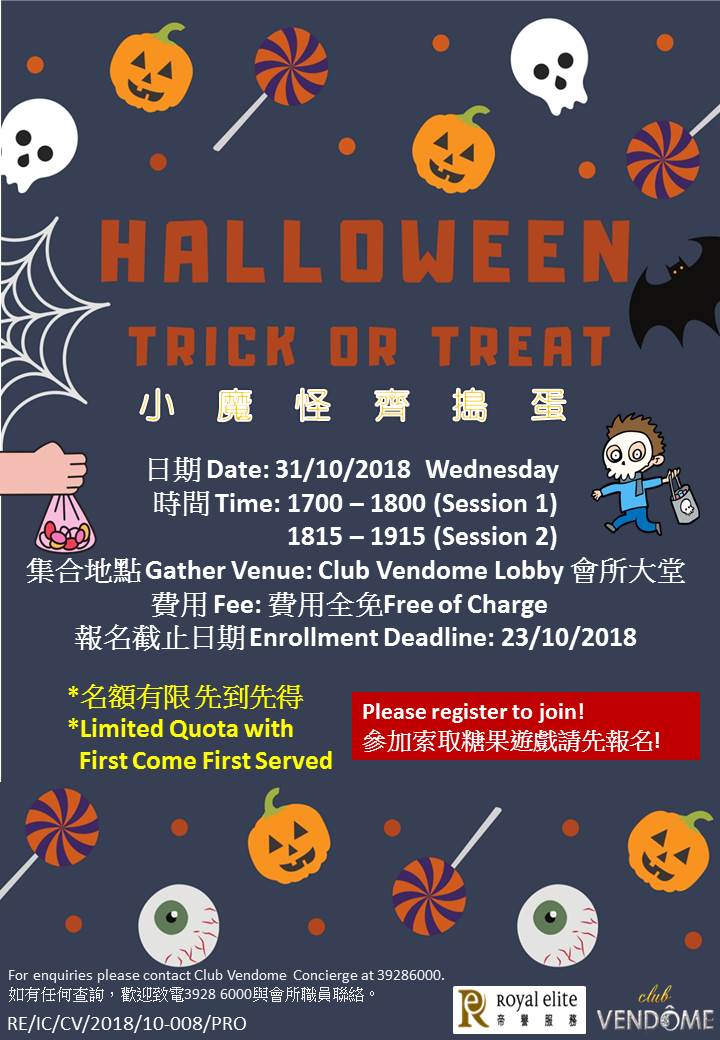 HALLOWEEN
TRICK OR TREAT
小魔怪齊搗蛋
日期 Date: 31/10/2018 Wednesday
時間 Time: 1700 – 1800 (Session 1)
1815 – 1915 (Session 2)
集合地點 Gather Venue: Club Vendome Lobby 會所大堂
費用 Fee: 費用全免Free of Charge
報名截止日期 Enrollment Deadline: 23/10/2018
*名額有限 先到先得
*Limited Quota with
First Come First Served
Please register to join!
參加索取糖果遊戲請先報名!
For enquiries please contact Club Vendome Concierge at 39286000.
如有任何查詢，歡迎致電3928 6000與會所職員聯絡。
RE/IC/CV/2018/10-008/PRO
Royal elite
帝譽服務
club
VENDÔME